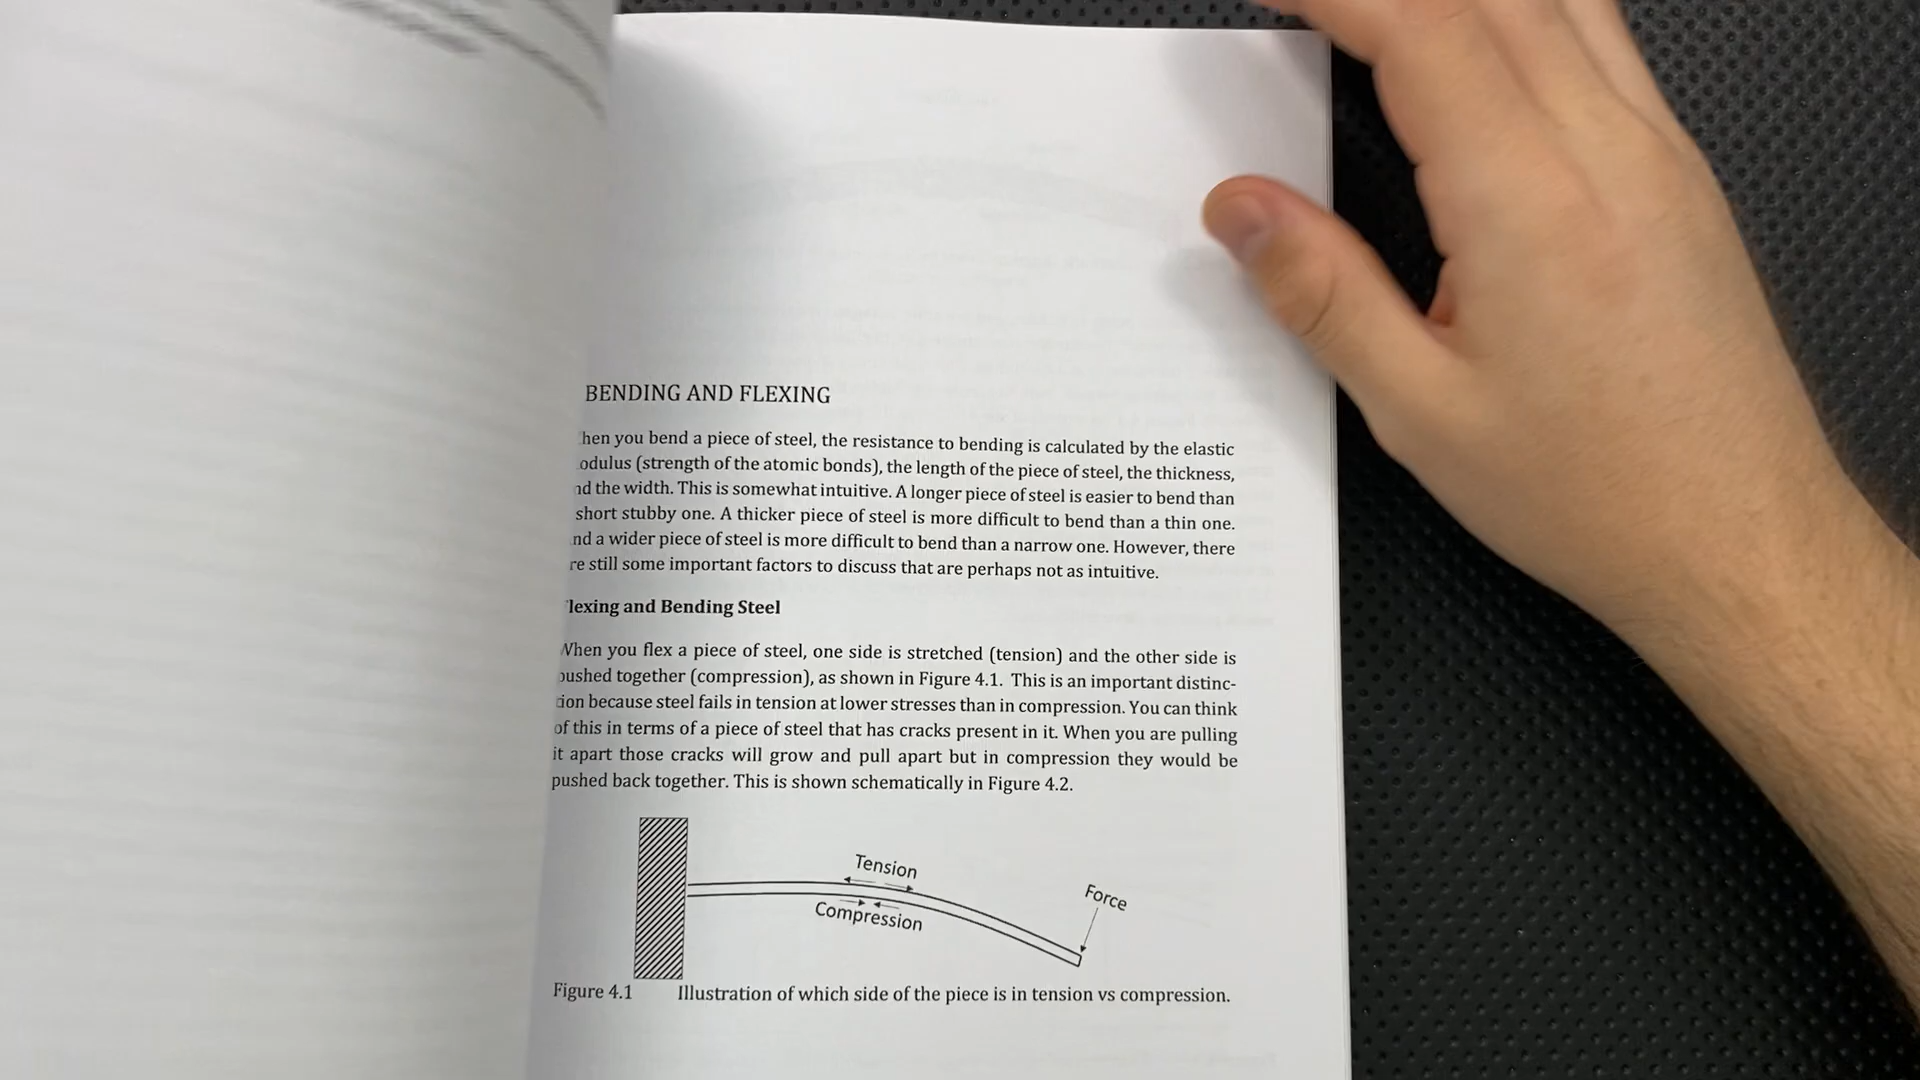 BENDING AND FLEXING
hen you bend a piece of steel, the resistance to bending is calculated by the elastic
odulus (strength of the atomic bonds), the length of the piece of steel, the thickness,
nd the width. This is somewhat intuitive. A longer piece of steel is easier to bend than
short stubby one. A thicker piece of steel is more difficult to bend than a thin one.
nd a wider piece of steel is more difficult to bend than a narrow one. However, there
re still some important factors to discuss that are perhaps not as intuitive.
lexing and Bending Steel
When you flex a piece of steel, one side is stretched (tension) and the other side is
pushed together (compression), as shown in Figure 4.1. This is an important distinc-
tion because steel fails in tension at lower stresses than in compression. You can think
of this in terms of a piece of steel that has cracks present in it. When you are pulling
it apart those cracks will grow and pull apart but in compression they would be
pushed back together. This is shown schematically in Figure 4.2.
Tension
Compression
Force
Figure 4.1 Illustration of which side of the piece is in tension vs compression.